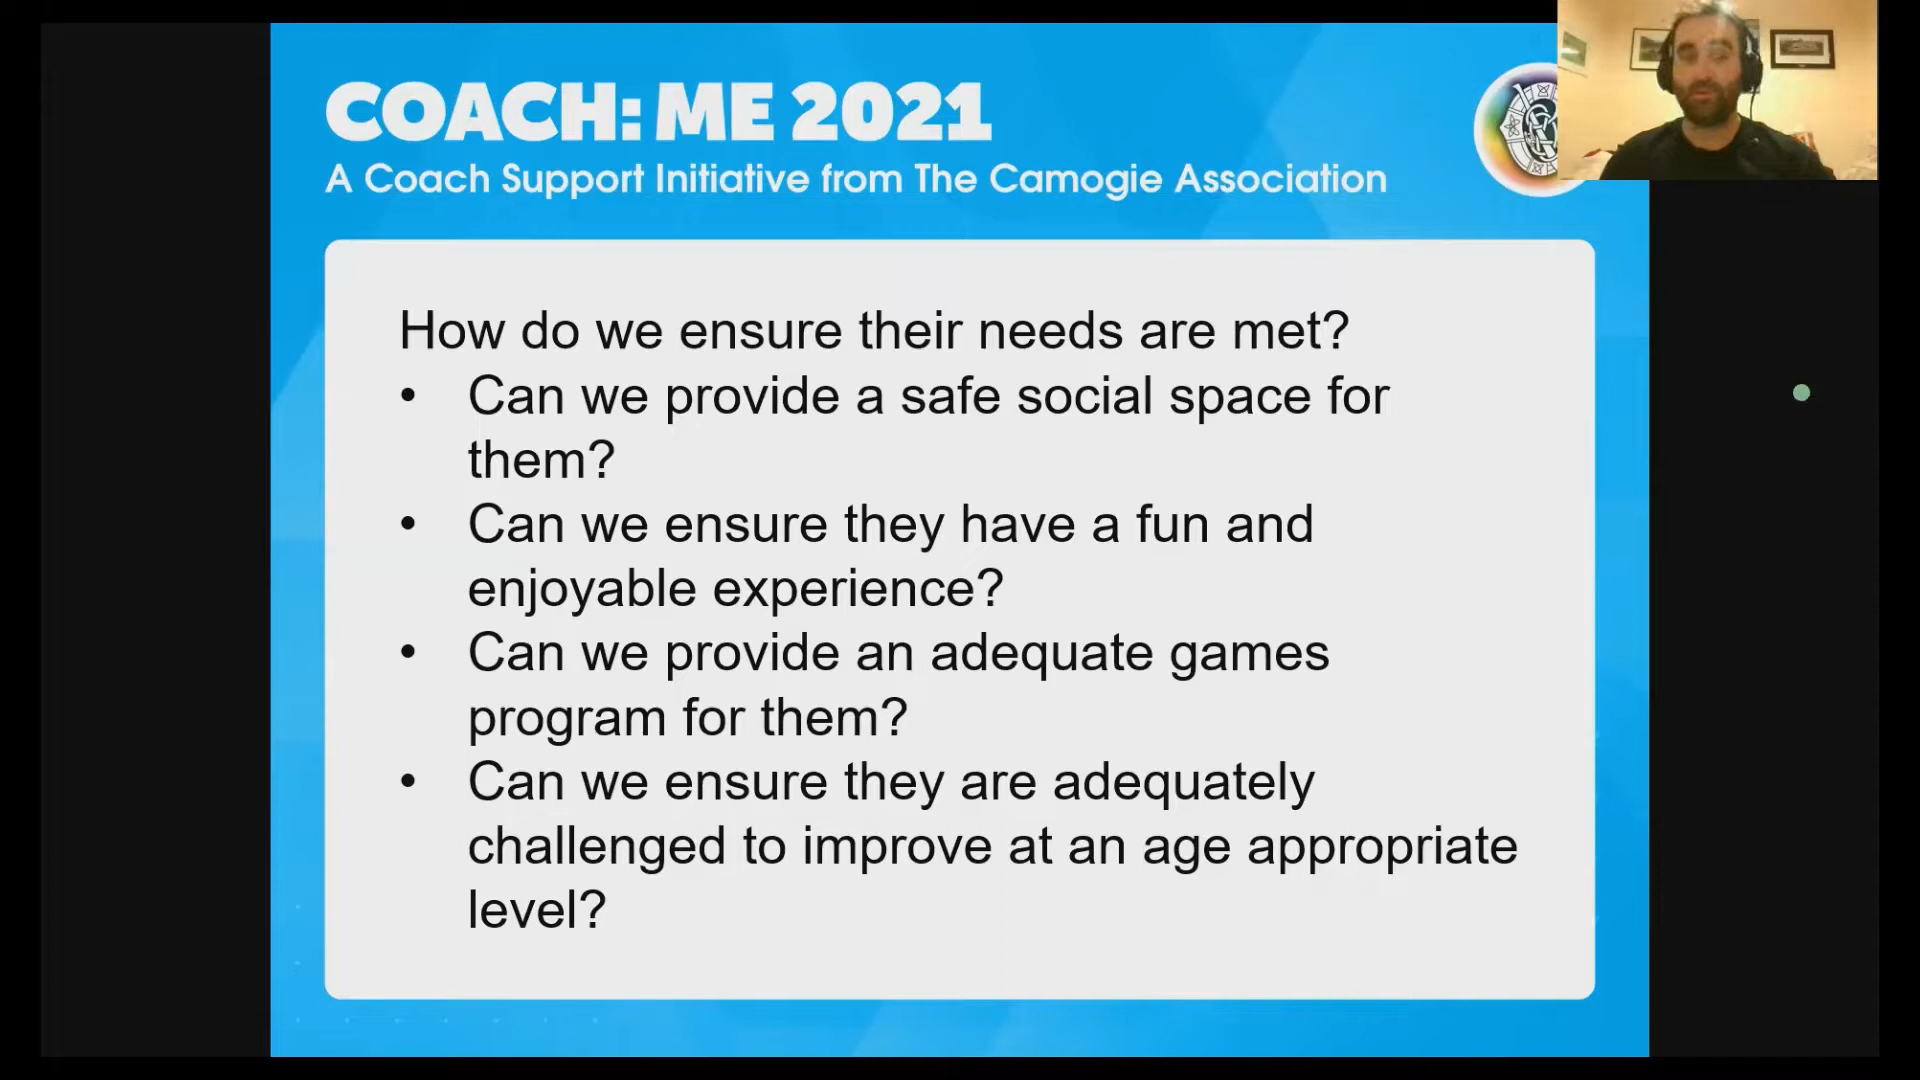 COACH: ME 2021
A Coach Support Initiative from The Camogie Association
How do we ensure their needs are met?
• Can we provide a safe social space for
them?
• Can we ensure they have a fun and
enjoyable experience?
• Can we provide an adequate games
program for them?
• Can we ensure they are adequately
challenged to improve at an age appropriate
level?